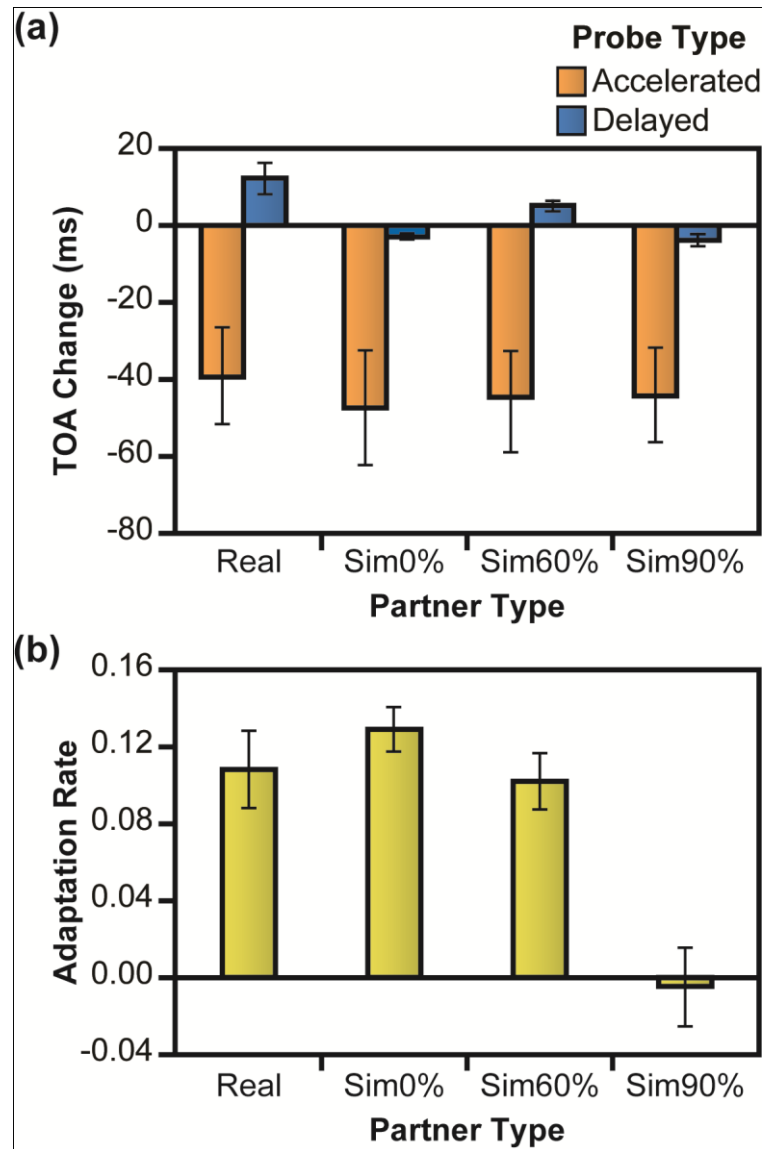 (a)
Probe Type
Accelerated
Delayed
20
0
-20
-40
-60
-80
TOA Change (ms)
Real Sim0% Sim60% Sim90%
Partner Type
(b)
0.16
0.12
0.08
0.04
0.00
-0.04
Adaptation Rate
Real Sim0% Sim60% Sim90%
Partner Type